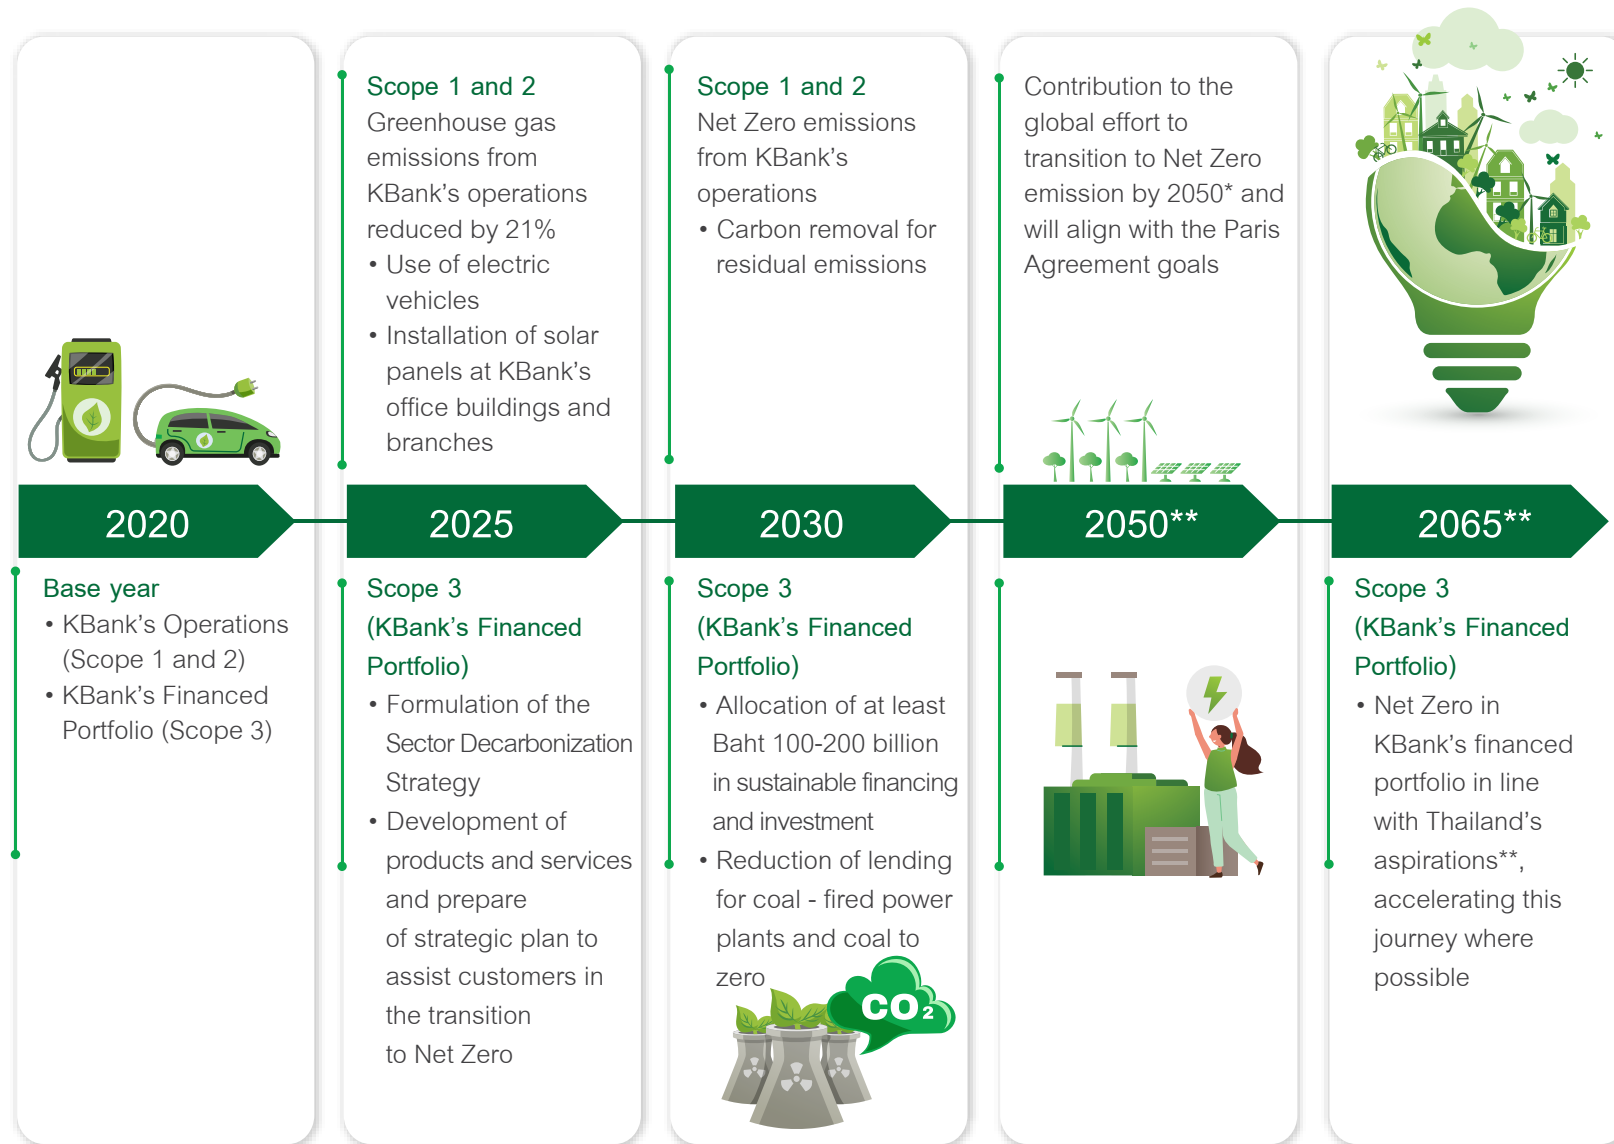 2020
Base year
• KBank’s Operations
(Scope 1 and 2)
• KBank’s Financed
Portfolio (Scope 3)
Scope 1 and 2
Greenhouse gas
emissions from
KBank’s operations
reduced by 21%
• Use of electric
vehicles
• Installation of solar
panels at KBank’s
office buildings and
branches
2025
Scope 3
(KBank’s Financed
Portfolio)
• Formulation of the
Sector Decarbonization
Strategy
• Development of
products and services
and prepare
of strategic plan to
assist customers in
the transition
to Net Zero
Scope 1 and 2
Net Zero emissions
from KBank’s
operations
• Carbon removal for
residual emissions
2030
Scope 3
(KBank’s Financed
Portfolio)
• Allocation of at least
Baht 100-200 billion
in sustainable financing
and investment
• Reduction of lending
for coal - fired power
plants and coal to
zero
CO2
Contribution to the
global effort to
transition to Net Zero
emission by 2050* and
will align with the Paris
Agreement goals
2050**
2065**
Scope 3
(KBank’s Financed
Portfolio)
• Net Zero in
KBank’s financed
portfolio in line
with Thailand’s
aspirations**,
accelerating this
journey where
possible